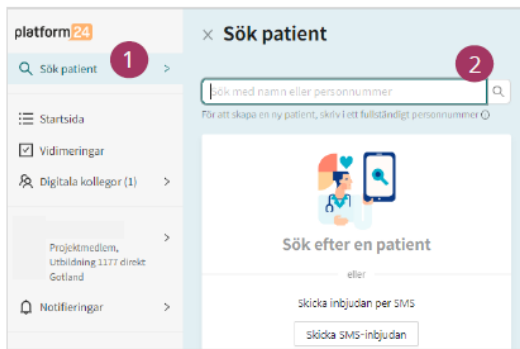 platform24
Sök patient
1
Startsida
Vidimeringar
Digitala kollegor (1)
Projektmedlem,
Utbildning 1177 direkt
Gotland
Notifieringar
Sök patient
2
Sök med namn eller personnummer
För att skapa en ny patient, skriv i ett fullständigt personnummer
Sök efter en patient
eller
Skicka inbjudan per SMS
Skicka SMS-inbjudan